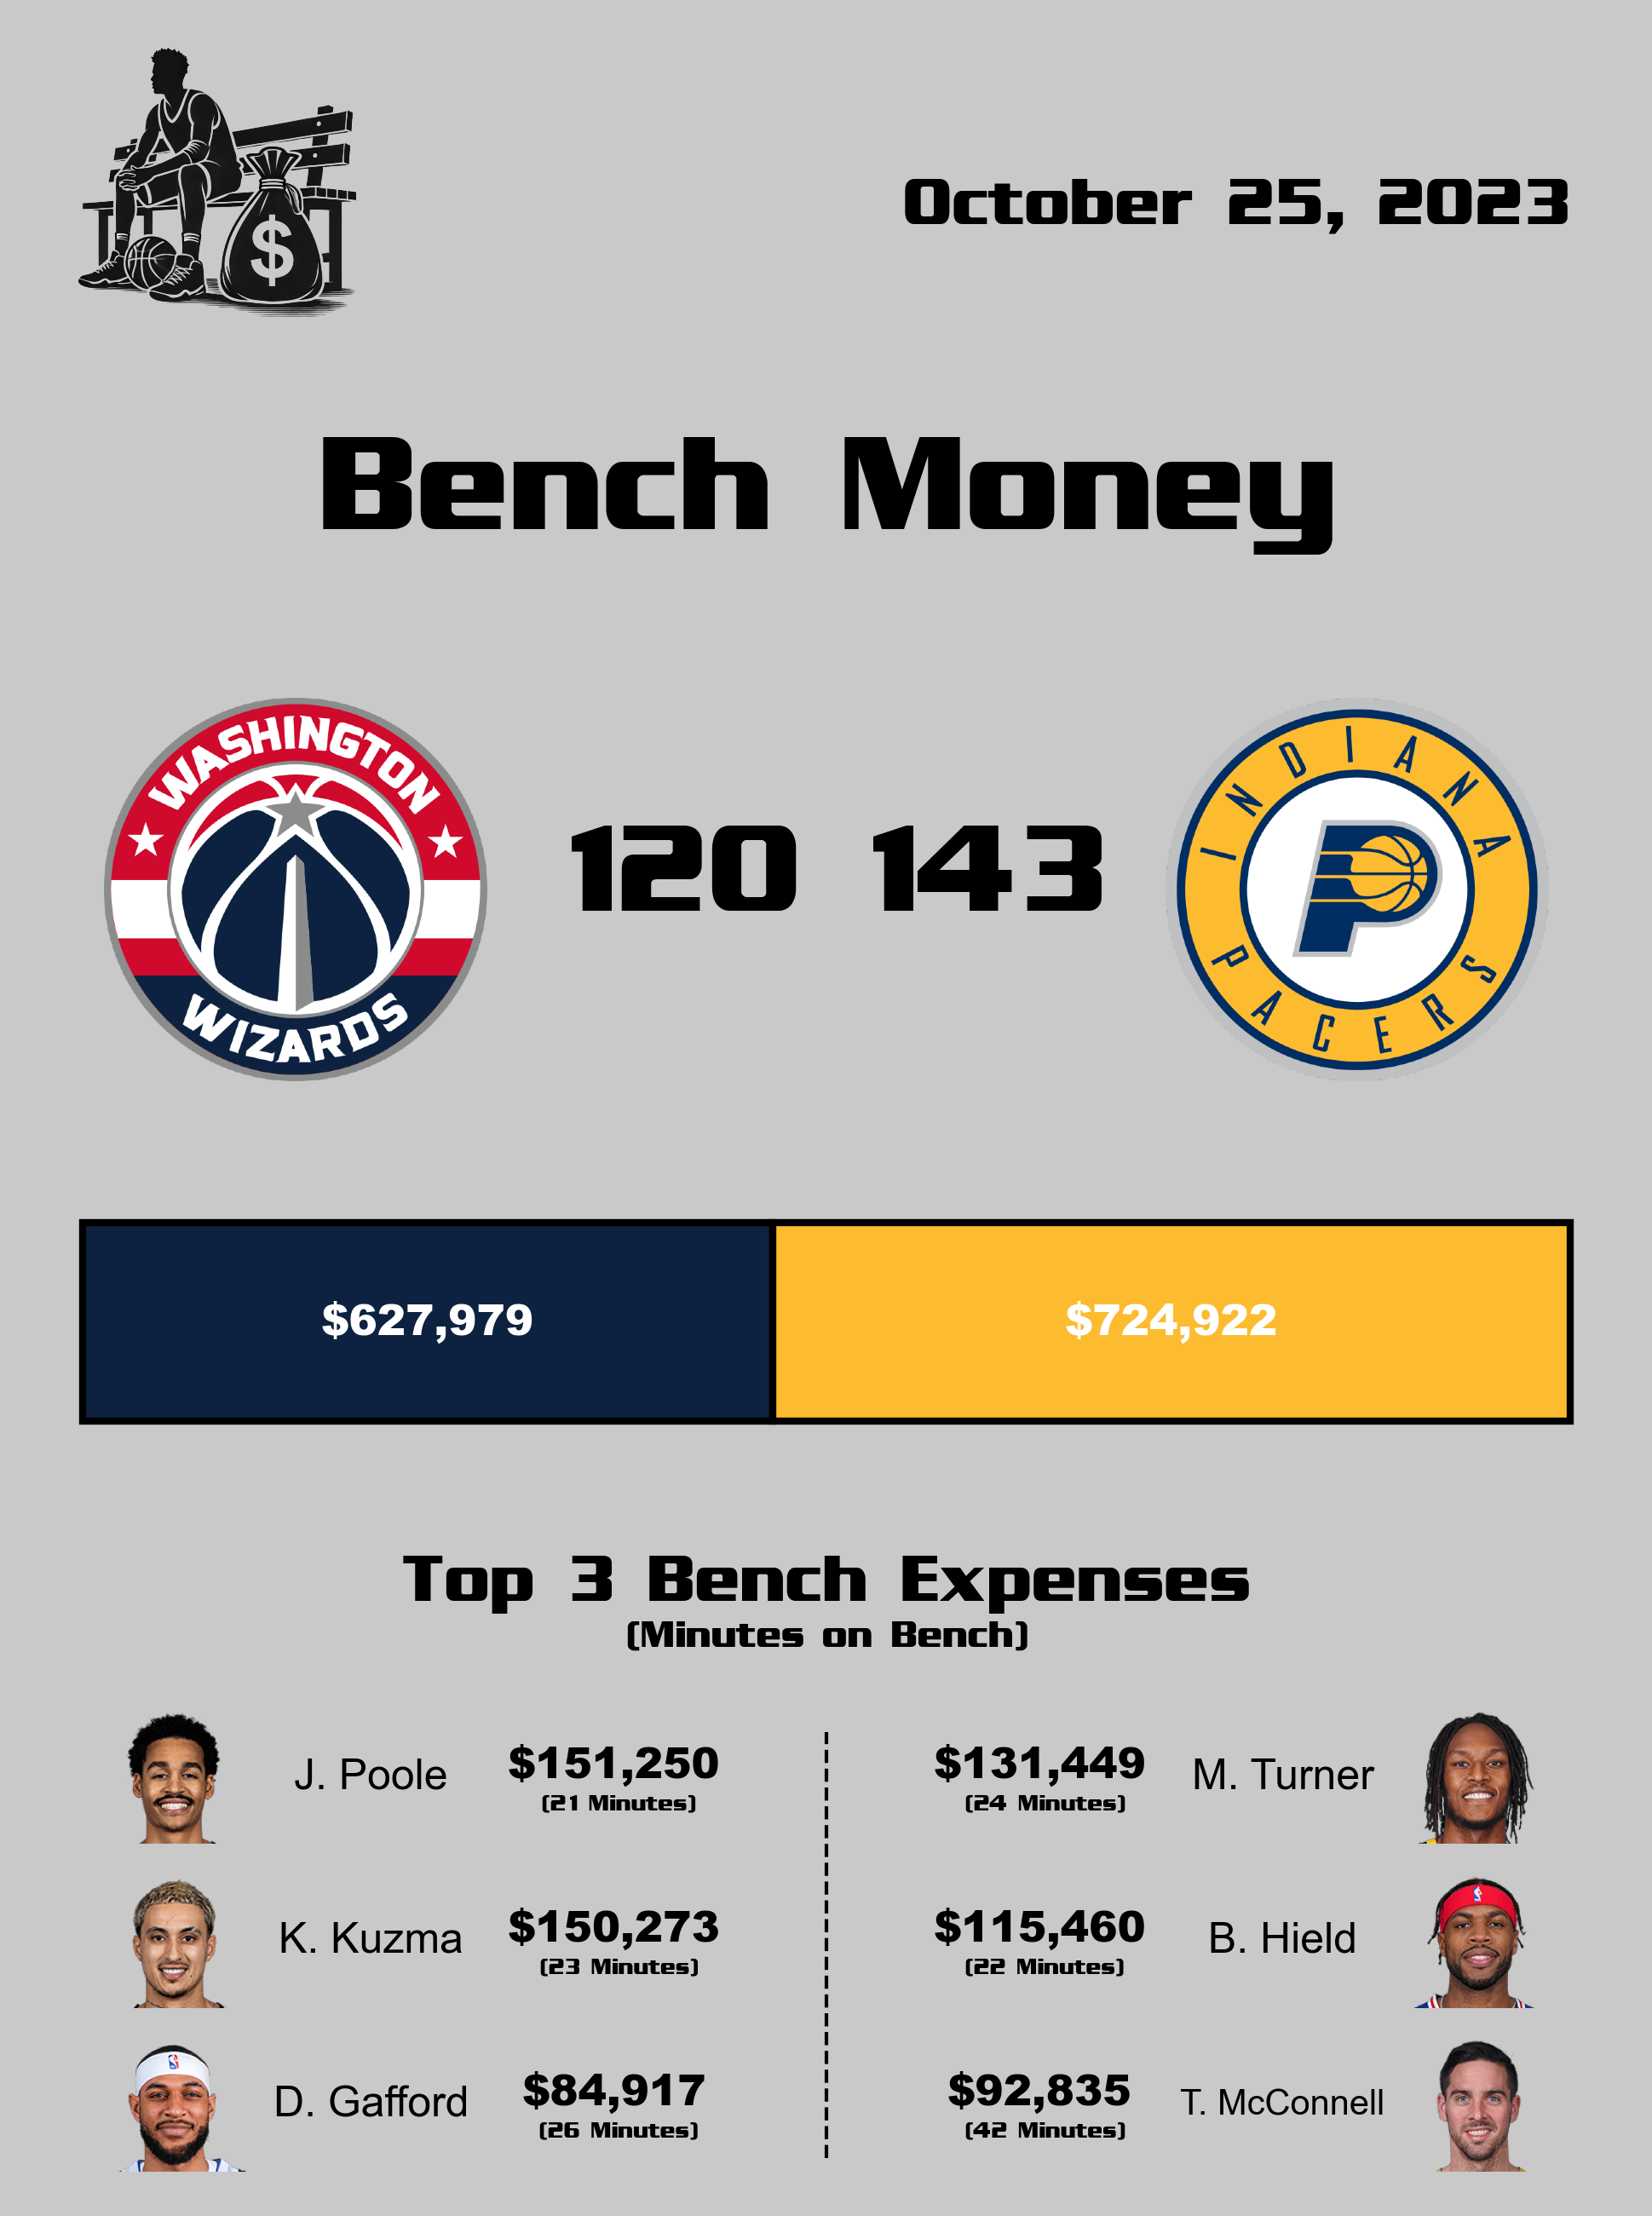 October 25, 2023
$
Bench Money
WASHINGTON
WIZARDS
120 143
INDIANA
PACERS
$627,979 $724,922
Top 3 Bench Expenses
(Minutes on Bench)
J. Poole $151,250 $131,449 M. Turner
(21 Minutes) (24 Minutes)
K. Kuzma $150,273 $115,460 B. Hield
(23 Minutes) (22 Minutes)
D. Gafford $84,917 $92,835 T. McConnell
(26 Minutes) (42 Minutes)